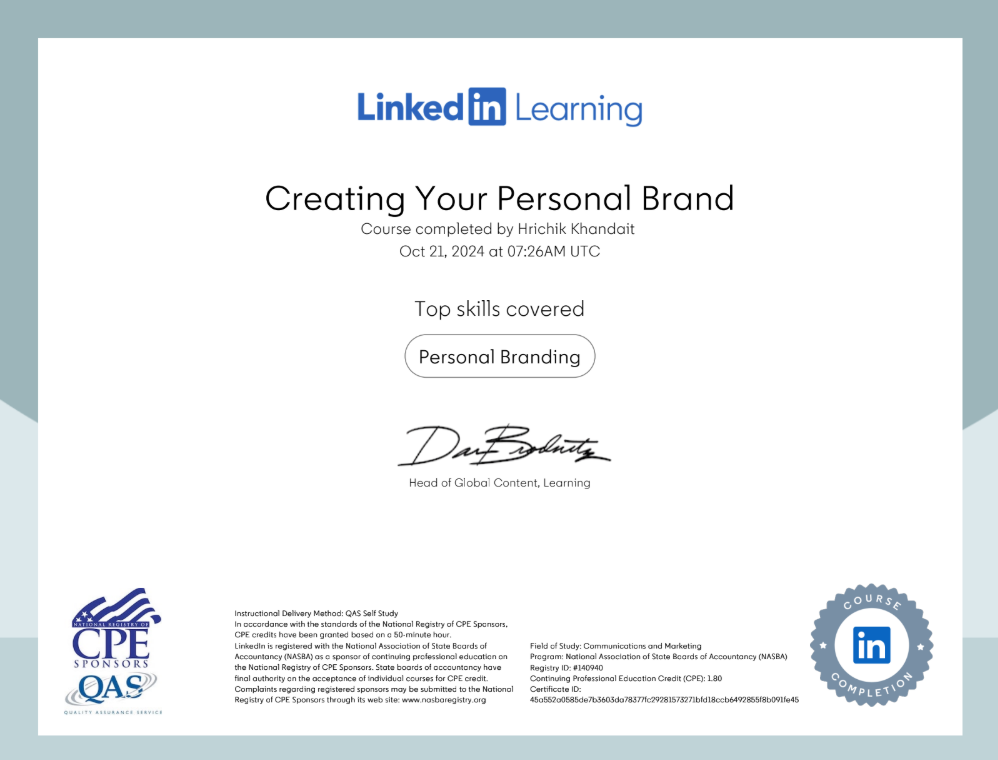 LinkedIn Learning
Creating Your Personal Brand
Course completed by Hrichik Khandait
Oct 21, 2024 at 07:26AM UTC
Top skills covered
Personal Branding
Head of Global Content, Learning
NATIONAL REGISTRY OF
CPE
SPONSORS
QAS
QUALITY ASSURANCE SERVICE
Instructional Delivery Method: QAS Self Study
In accordance with the standards of the National Registry of CPE Sponsors,
CPE credits have been granted based on a 50-minute hour.
LinkedIn is registered with the National Association of State Boards of
Accountancy (NASBA) as a sponsor of continuing professional education on
the National Registry of CPE Sponsors. State boards of accountancy have
final authority on the acceptance of individual courses for CPE credit.
Complaints regarding registered sponsors may be submitted to the National
Registry of CPE Sponsors through its web site: www.nasbaregistry.org
Field of Study: Communications and Marketing
Program: National Association of State Boards of Accountancy (NASBA)
Registry ID: #140940
Continuing Professional Education Credit (CPE): 1.80
Certificate ID:
45a552a0585de7b3603da78377fc29281573271bfd18ccb6492855f8b091fe45
COURSE
in
COMPLETION